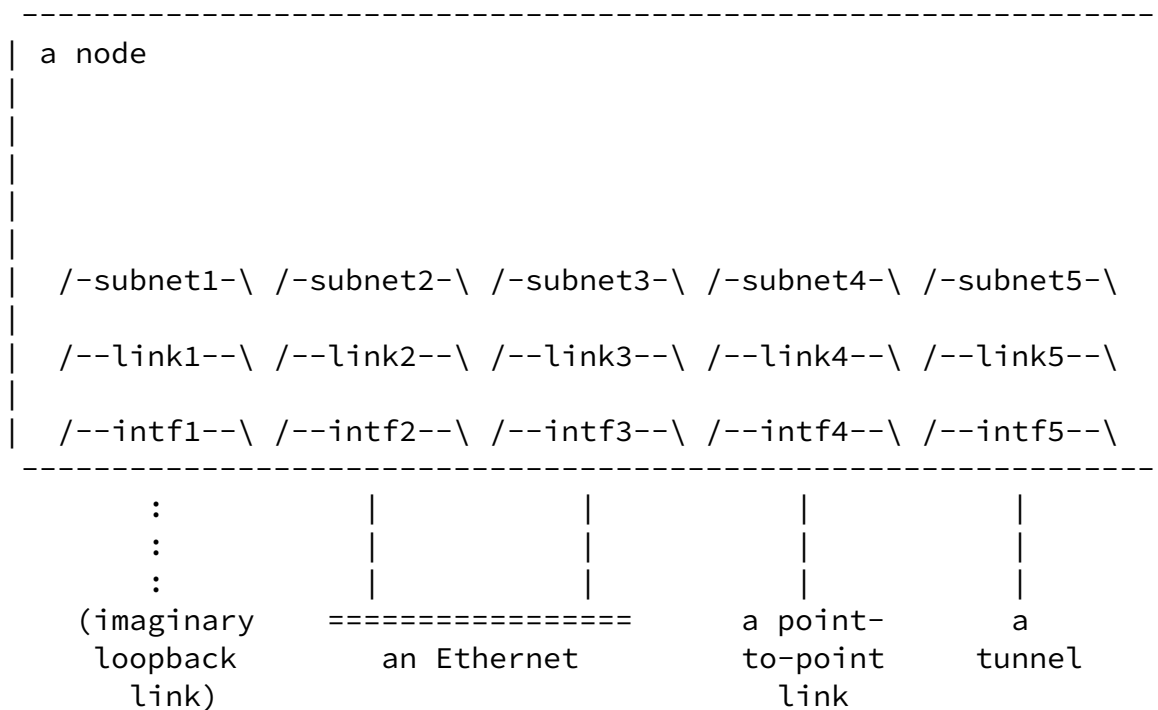 ---------------------------------------------------------------
| a node
|
|
|
|
|
| /-subnet1-\ /-subnet2-\ /-subnet3-\ /-subnet4-\ /-subnet5-\
|
| /--link1--\ /--link2--\ /--link3--\ /--link4--\ /--link5--\
|
| /--intf1--\ /--intf2--\ /--intf3--\ /--intf4--\ /--intf5--\
---------------------------------------------------------------
: | | | |
: | | | |
: | | | |
(imaginary ================= a point- a
loopback an Ethernet to-point tunnel
link) link